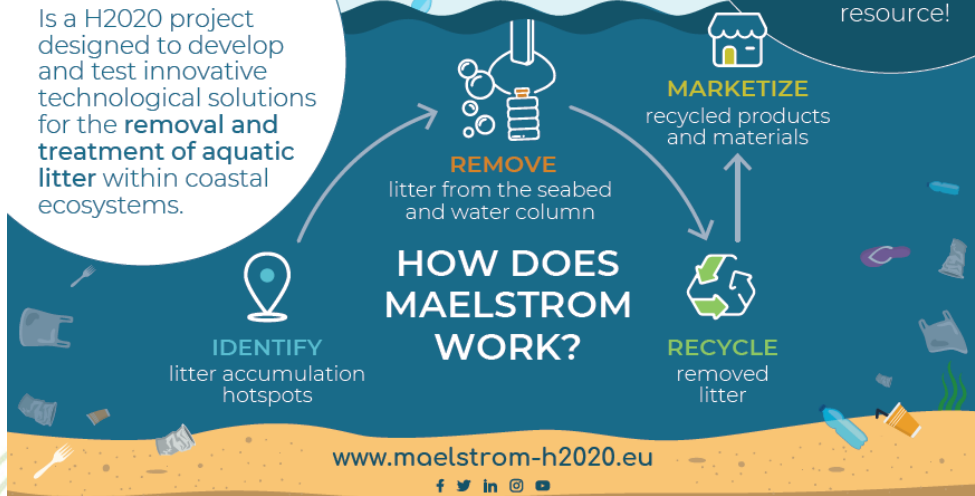 Is a H2020 project
designed to develop
and test innovative
technological solutions
for the removal and
treatment of aquatic
litter within coastal
ecosystems.
resource!
MARKETIZE
recycled products
and materials
REMOVE
litter from the seabed
and water column
HOW DOES
MAELSTROM
WORK?
IDENTIFY
litter accumulation
hotspots
RECYCLE
removed
litter
www.maelstrom-h2020.eu